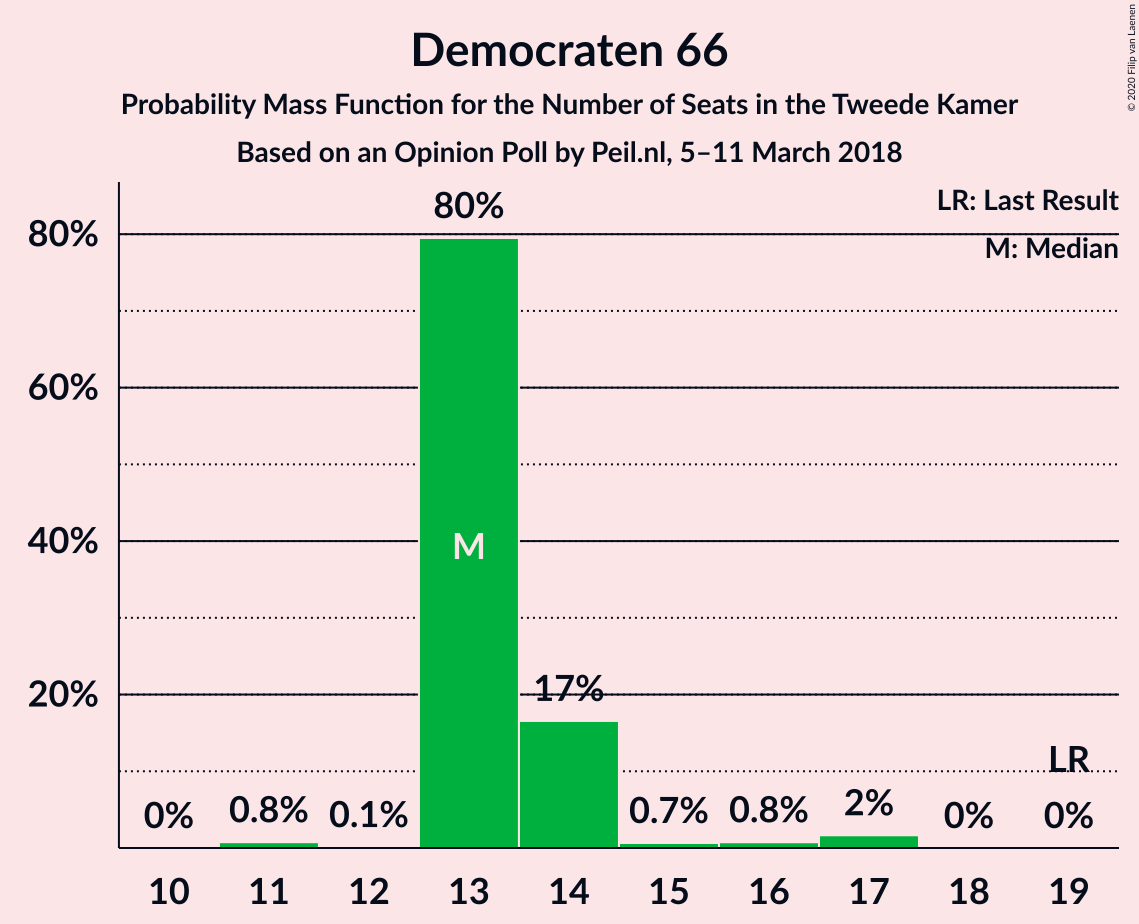 Democraten 66
Probability Mass Function for the Number of Seats in the Tweede Kamer
Based on an Opinion Poll by Peil.nl, 5–11 March 2018
© 2020 Filip van Laenen
LR: Last Result
M: Median
80%
60%
40%
20%
0%
0.8%
0.1%
80%
M
17%
0.7%
0.8%
2%
0%
LR
0%
10 11 12 13 14 15 16 17 18 19